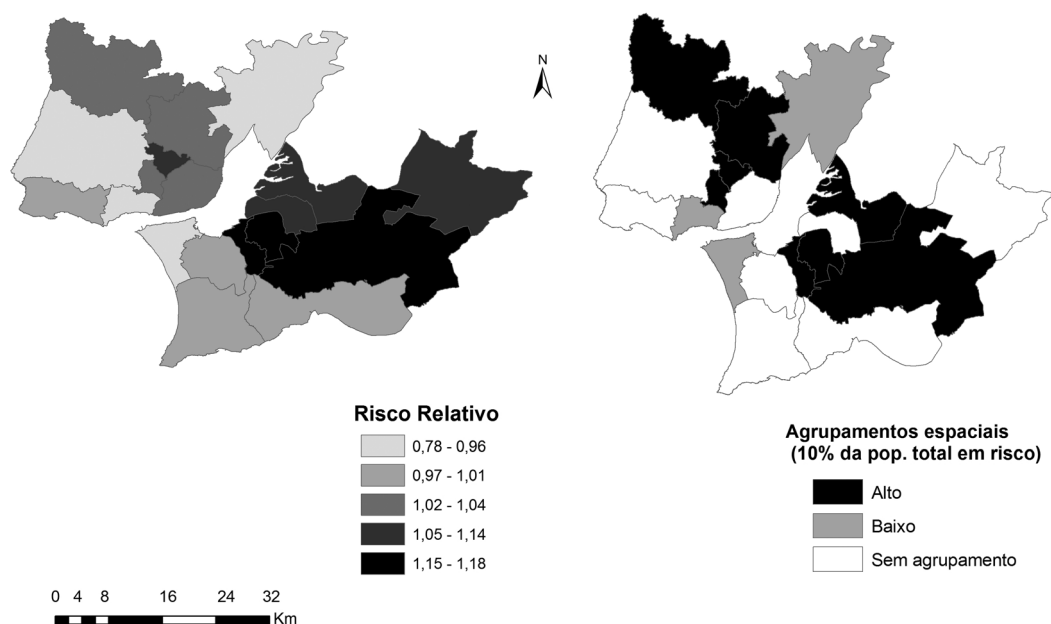 N
Risco Relativo
0,78 - 0,96
0,97 - 1,01
1,02 - 1,04
1,05 - 1,14
1,15 - 1,18
Agrupamentos espaciais
(10% da pop. total em risco)
Alto
Baixo
Sem agrupamento
0 4 8 16 24 32
Km